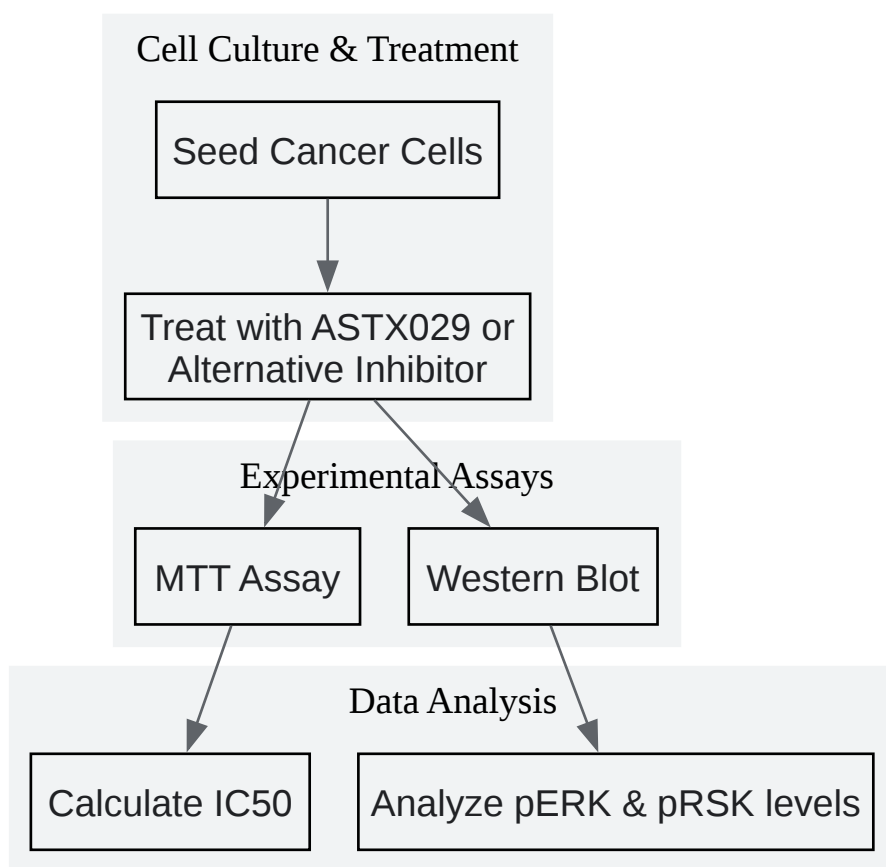 Cell Culture & Treatment
Seed Cancer Cells
Treat with ASTX029 or
Alternative Inhibitor
Experimental Assays
MTT Assay
Western Blot
Data Analysis
Calculate IC50
Analyze pERK & pRSK levels